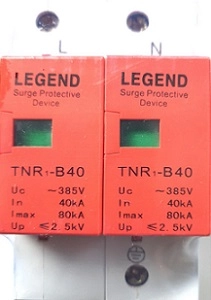 L N
LEGEND LEGEND
Surge Protective Surge Protective
Device Device
TNR₁-B40 TNR₁-B40
Uc ~385V Uc ~385V
In 40kA In 40kA
Imax 80kA Imax 80kA
Up ≤2.5kV Up ≤2.5kV